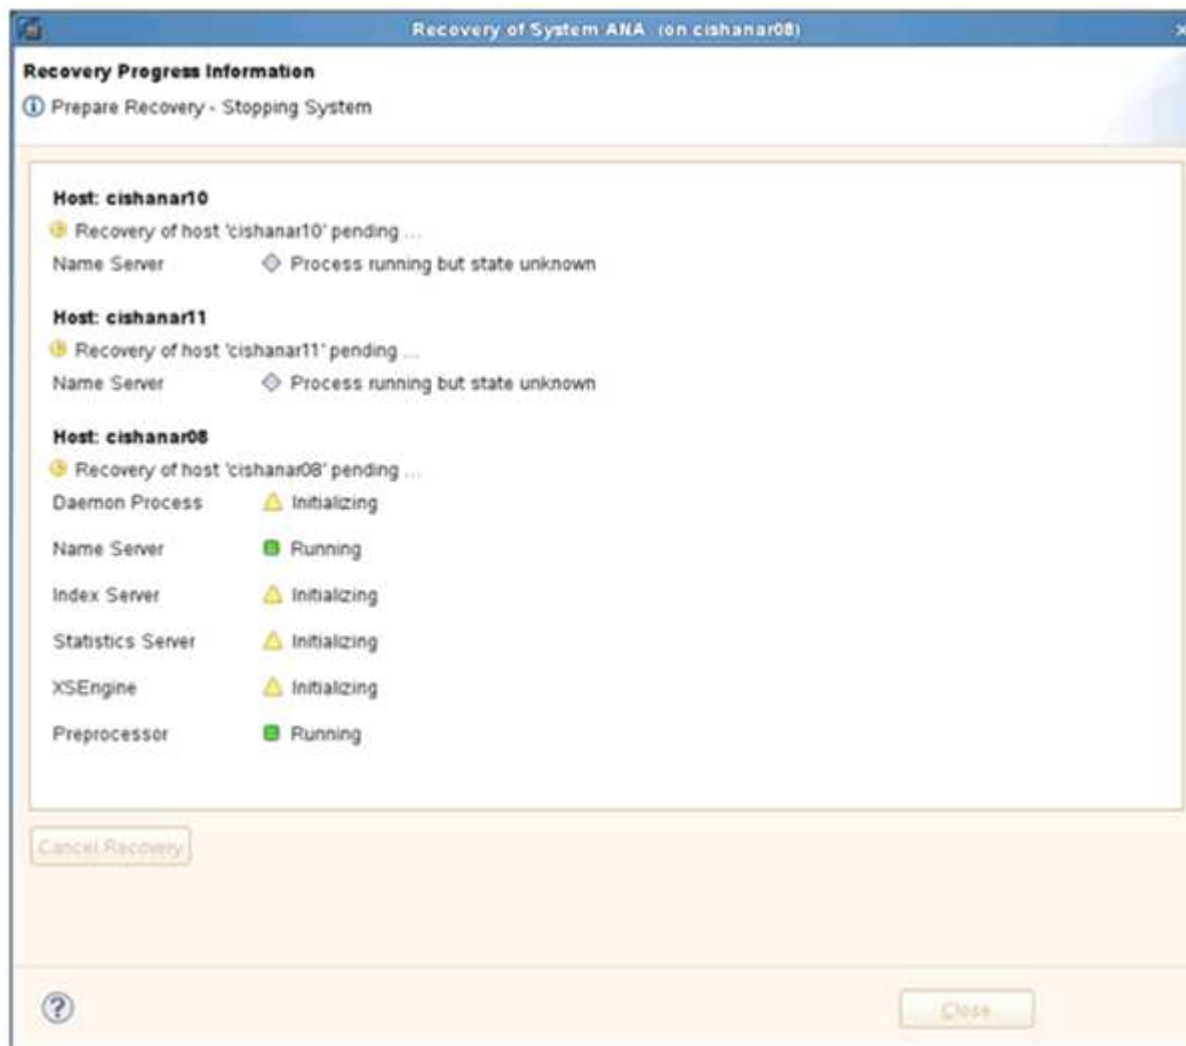 Recovery of System ANA (on cishanar08)
Recovery Progress Information
Prepare Recovery - Stopping System
Host: cishanar10
Recovery of host 'cishanar10' pending ...
Name Server Process running but state unknown
Host: cishanar11
Recovery of host 'cishanar11' pending ...
Name Server Process running but state unknown
Host: cishanar08
Recovery of host 'cishanar08' pending ...
Daemon Process Initializing
Name Server Running
Index Server Initializing
Statistics Server Initializing
XSEngine Initializing
Preprocessor Running
Cancel Recovery
Close